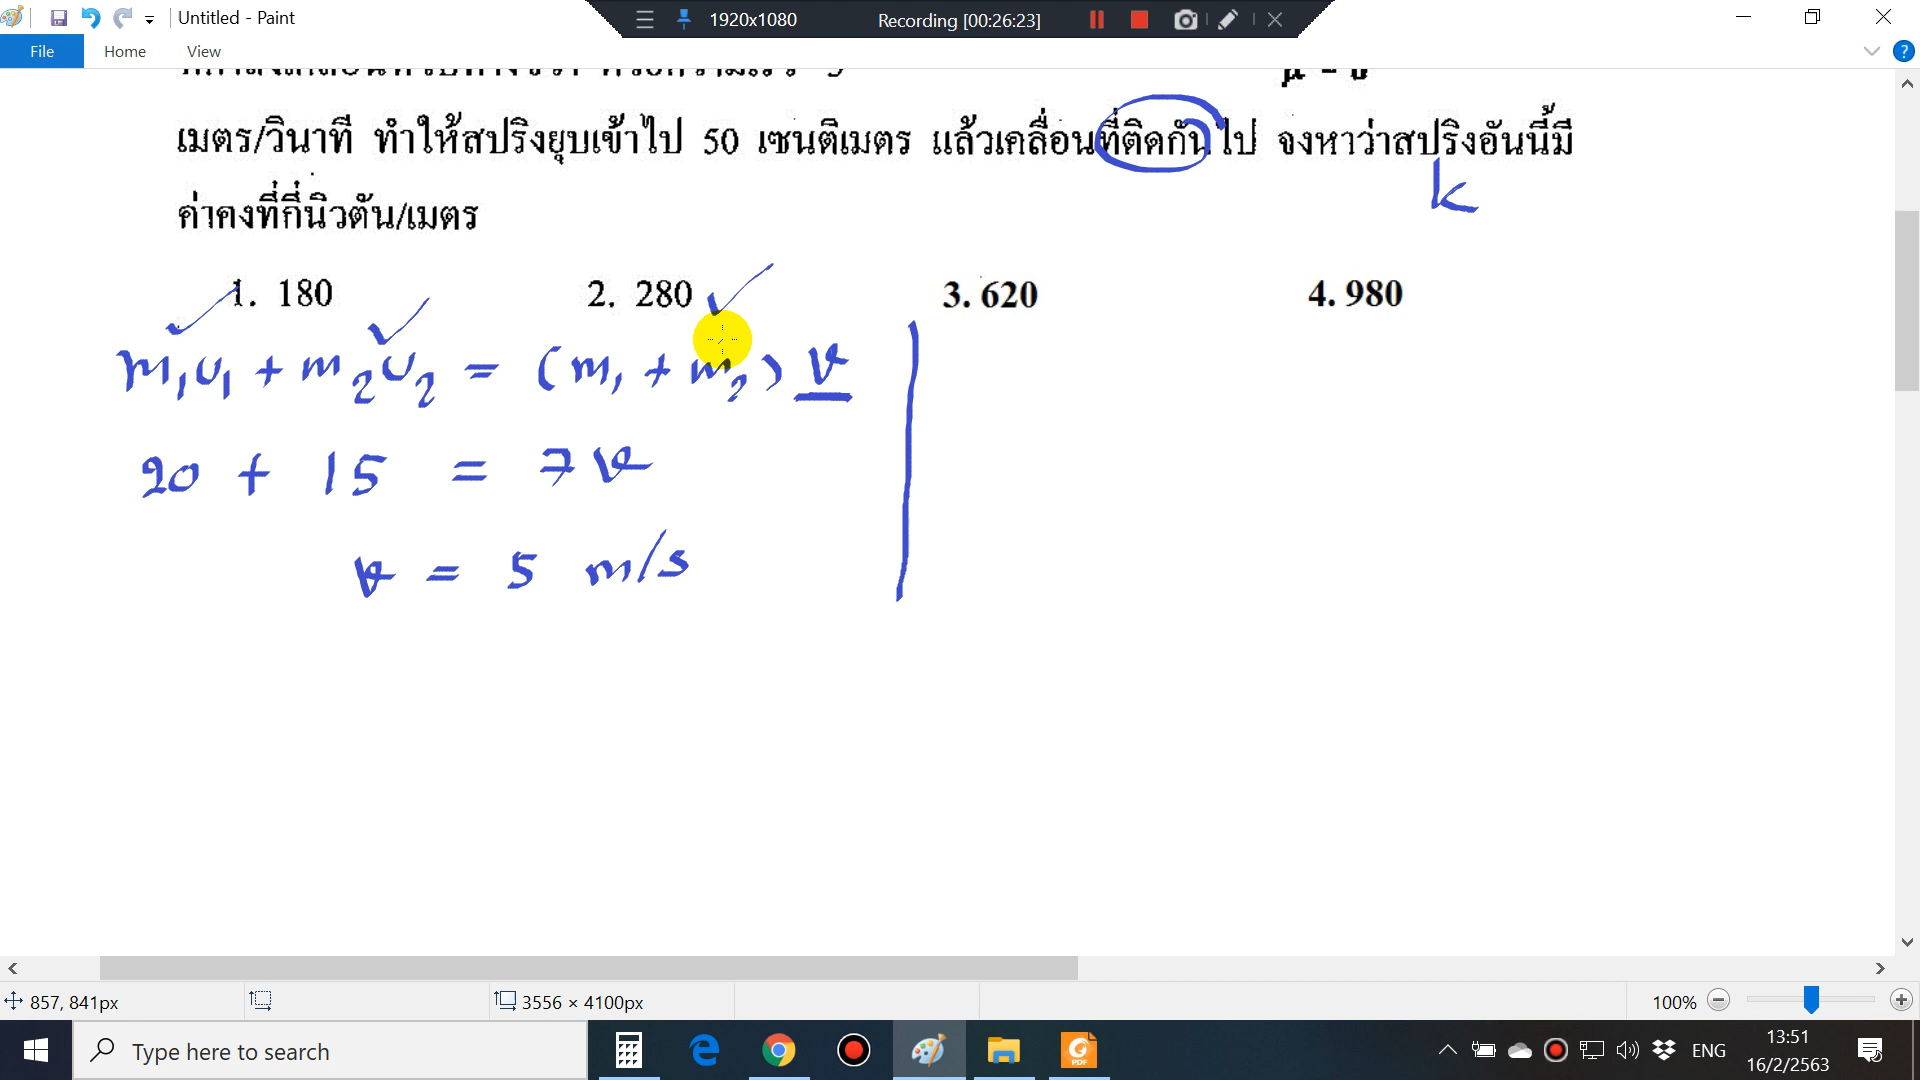 Untitled - Paint
1920x1080
Recording [00:26:23]
File
Home
View
เมตร/วินาที ทำให้สปริงยุบเข้าไป 50 เซนติเมตร แล้วเคลื่อนที่ติดกันไป จงหาว่าสปริงอันนี้มี
k
ค่าคงที่กี่นิวตัน/เมตร
1. 180
2. 280
3. 620
4. 980
m₁u₁ + m₂u₂ = (m₁ + m₂) v
20 + 15 = 7v
v = 5 m/s
857, 841px
3556 × 4100px
100%
Type here to search
ENG
13:51
16/2/2563